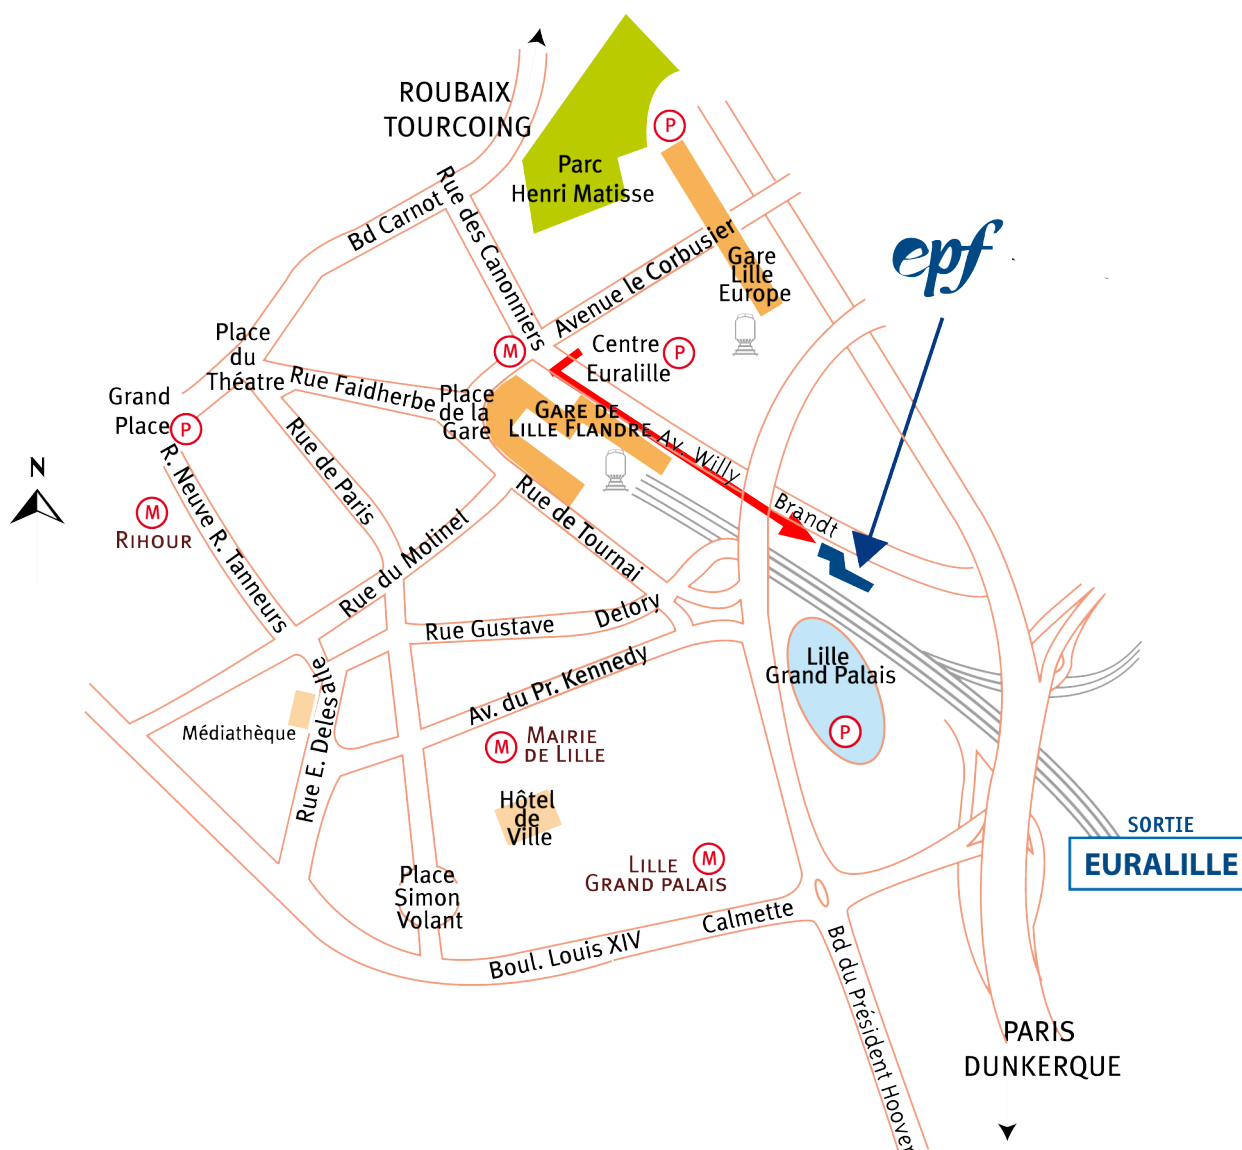 ROUBAIX
TOURCOING
P
Parc
Henri Matisse
Rue des Canonniers
Bd Carnot
Avenue le Corbusier
Gare
Lille
Europe
epf
Place
du
Théatre
M
Centre
Euralille
P
Rue Faidherbe
Place
de la
Gare
GARE DE
LILLE FLANDRE
Grand
Place
P
Av. Willy
Brandt
N
R. Neuve R. Tanneurs
Rue de Paris
M
RIHOUR
Rue du Molinel
Rue de Tournai
Rue Gustave
Delory
Lille
Grand Palais
P
Av. du Pr. Kennedy
Médiathèque
Rue E. Delesalle
M
MAIRIE
DE LILLE
Hôtel
de
Ville
SORTIE
EURALILLE
LILLE
GRAND PALAIS
M
Place
Simon
Volant
Boul. Louis XIV
Calmette
Bd du Président Hoover
PARIS
DUNKERQUE